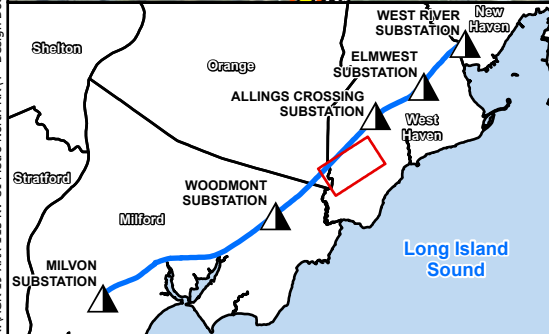 WEST RIVER
SUBSTATION
New
Haven
Shelton
Orange
ELMWEST
SUBSTATION
ALLINGS CROSSING
SUBSTATION
West
Haven
Stratford
WOODMONT
SUBSTATION
Milford
Long Island
Sound
MILVON
SUBSTATION